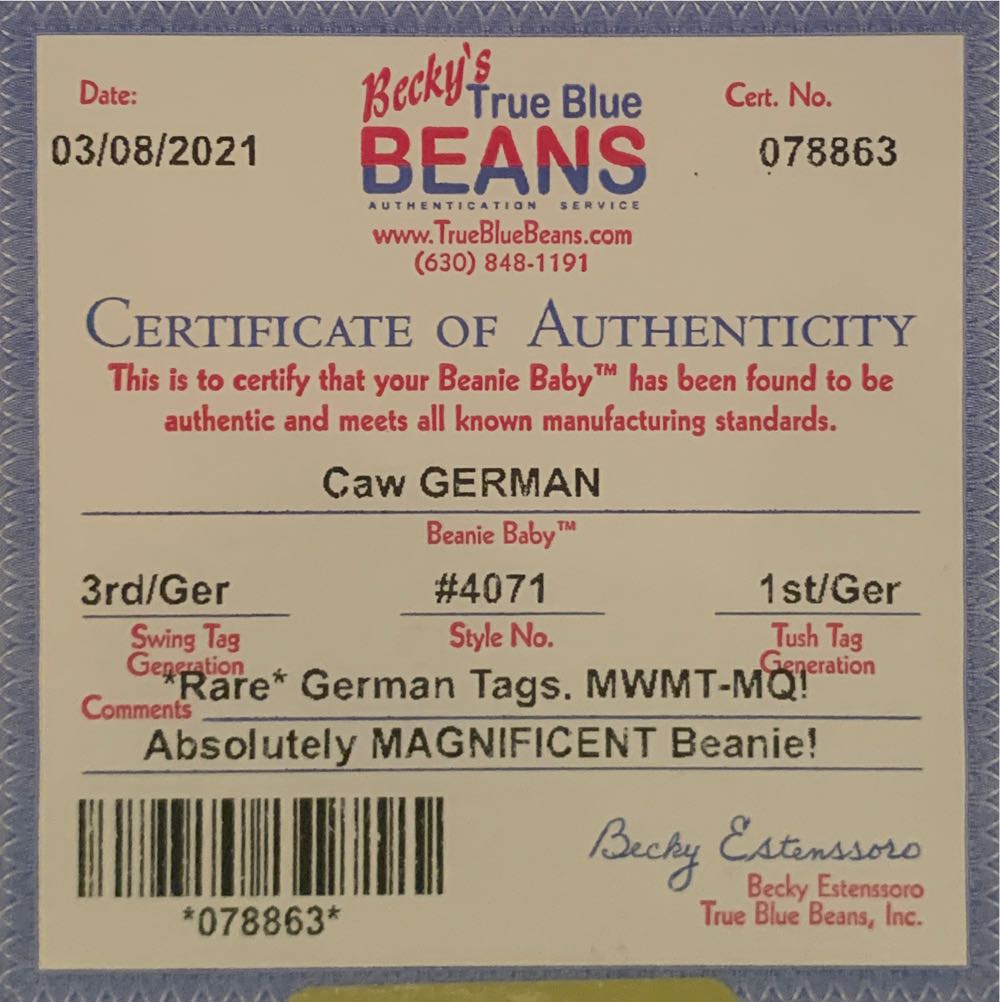 Date:
Becky's
True Blue
BEANS
AUTHENTICATION SERVICE
Cert. No.
03/08/2021
078863
www.TrueBlueBeans.com
(630) 848-1191
CERTIFICATE OF AUTHENTICITY
This is to certify that your Beanie Baby™ has been found to be
authentic and meets all known manufacturing standards.
Caw GERMAN
Beanie Baby™
3rd/Ger #4071 1st/Ger
Swing Tag Generation
Style No.
Tush Tag Generation
Comments *Rare* German Tags. MWMT-MQ!
Absolutely MAGNIFICENT Beanie!
*078863*
Becky Estenssoro
Becky Estenssoro
True Blue Beans, Inc.